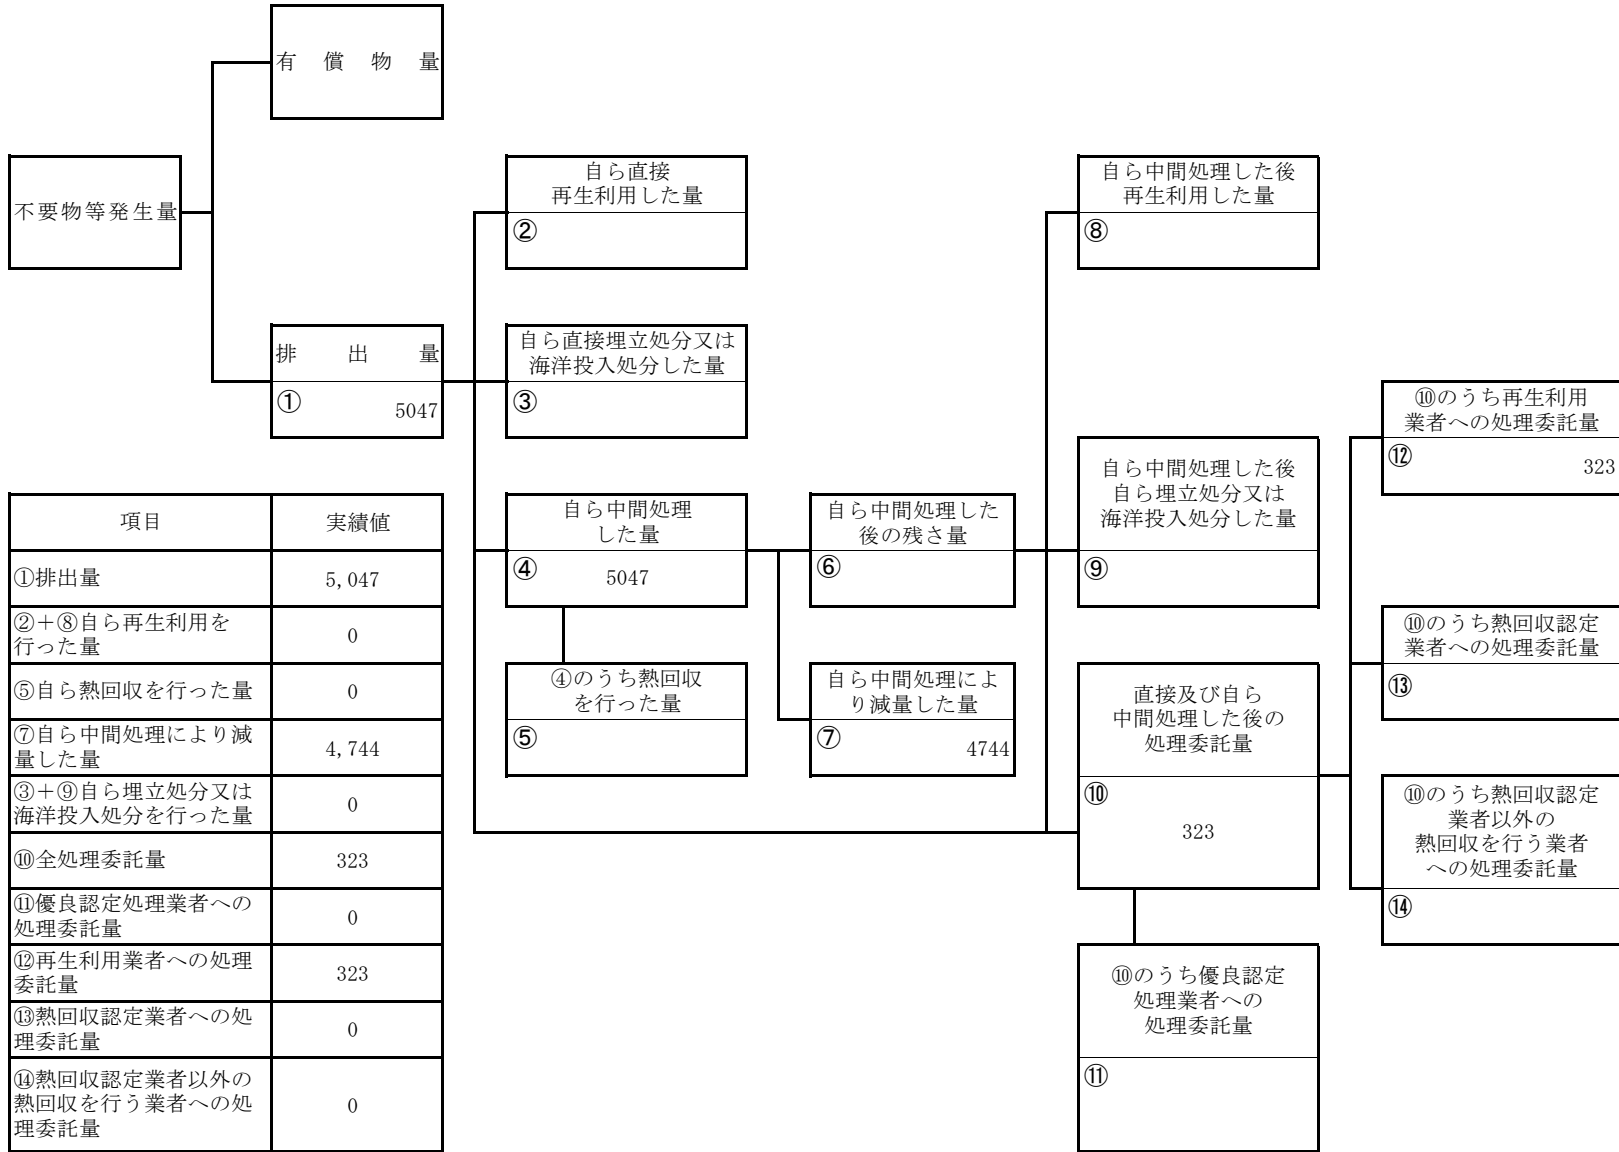 有償物量
不要物等発生量
自ら直接
再生利用した量
②
自ら中間処理した後
再生利用した量
⑧
排出量
①
5047
自ら直接埋立処分又は
海洋投入処分した量
③
⑩のうち再生利用
業者への処理委託量
⑫
323
自ら中間処理
した量
④
5047
自ら中間処理した
後の残さ量
⑥
自ら中間処理した後
自ら埋立処分又は
海洋投入処分した量
⑨
④のうち熱回収
を行った量
⑤
自ら中間処理によ
り減量した量
⑦
4744
直接及び自ら
中間処理した後の
処理委託量
⑩
323
⑩のうち熱回収認定
業者への処理委託量
⑬
⑩のうち熱回収認定
業者以外の
熱回収を行う業者
への処理委託量
⑭
⑩のうち優良認定
処理業者への
処理委託量
⑪
項目 実績値
①排出量 5,047
②＋⑧自ら再生利用を
行った量 0
⑤自ら熱回収を行った量 0
⑦自ら中間処理により減
量した量 4,744
③＋⑨自ら埋立処分又は
海洋投入処分を行った量 0
⑩全処理委託量 323
⑪優良認定処理業者への
処理委託量 0
⑫再生利用業者への処理
委託量 323
⑬熱回収認定業者への処
理委託量 0
⑭熱回収認定業者以外の
熱回収を行う業者への処
理委託量 0